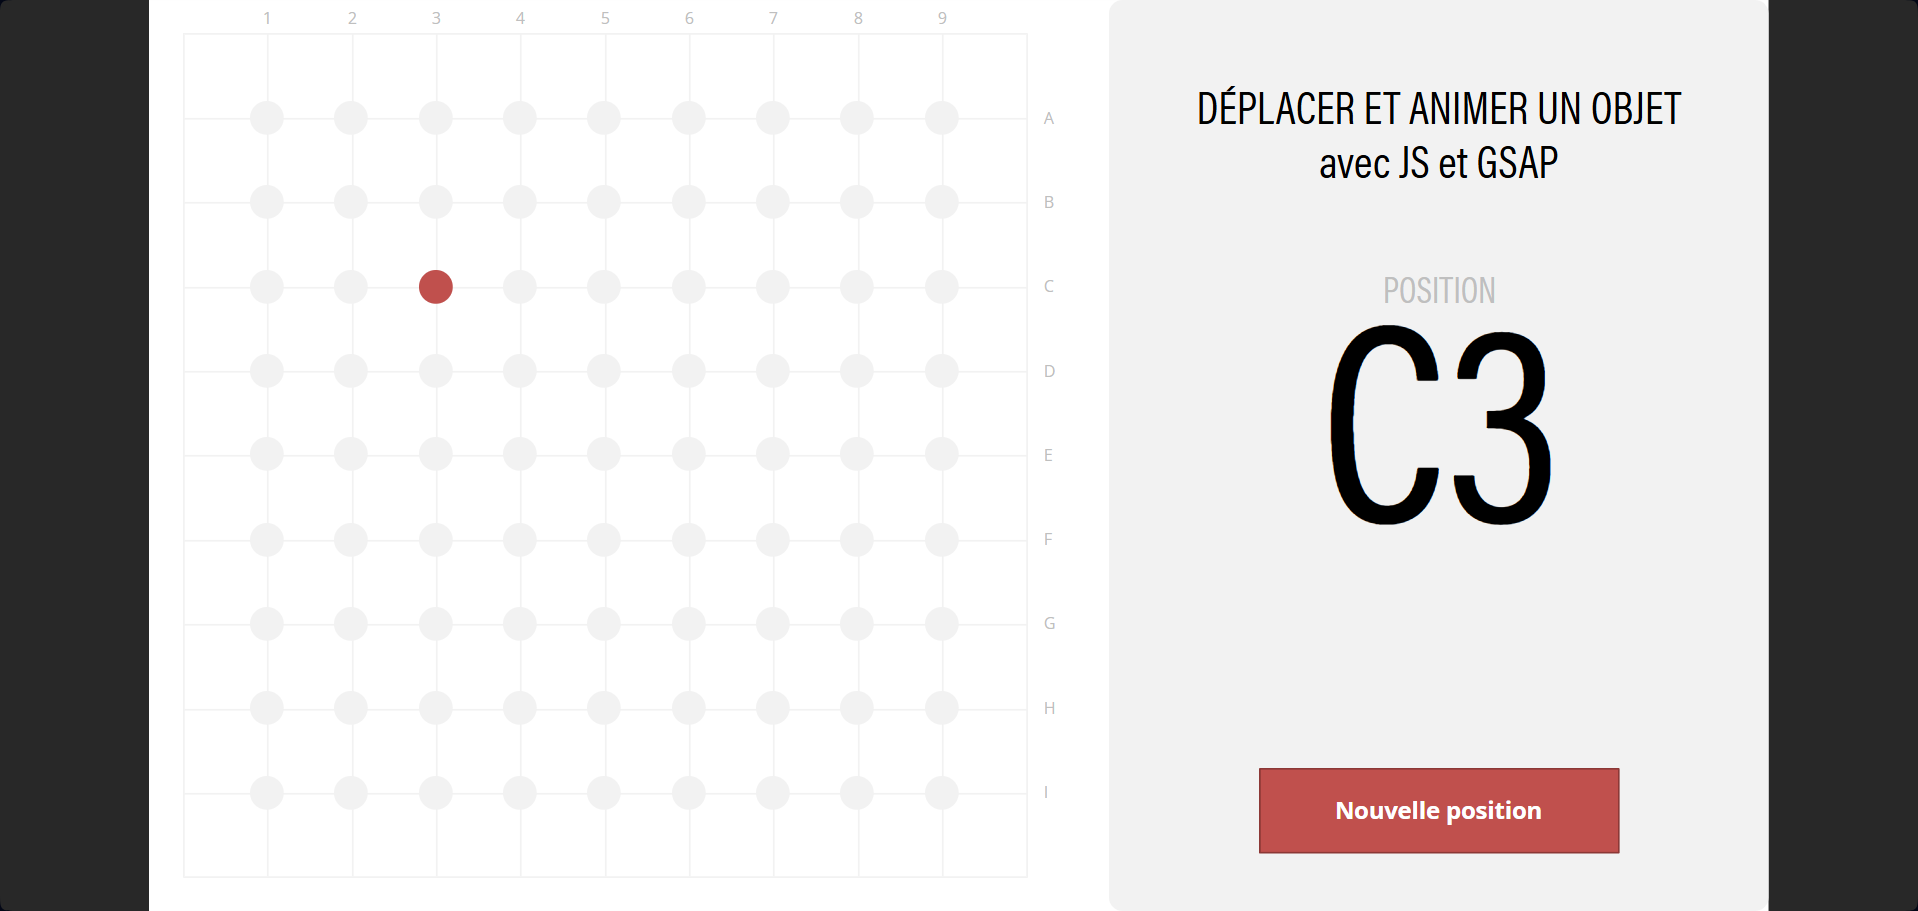 1 2 3 4 5 6 7 8 9
A
B
C
D
E
F
G
H
I
DÉPLACER ET ANIMER UN OBJET
avec JS et GSAP
POSITION
C3
Nouvelle position